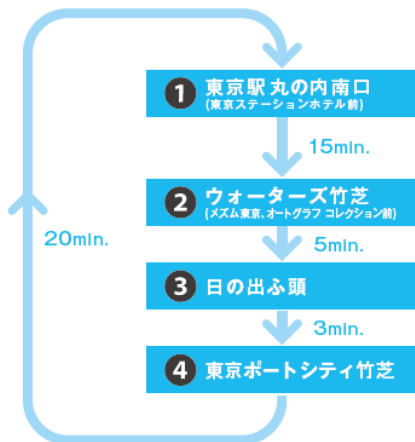 1 東京駅 丸の内南口
(東京ステーションホテル前)
15min.
2 ウォーターズ竹芝
(メズム東京、オートグラフ コレクション前)
20min.
5min.
3 日の出ふ頭
3min.
4 東京ポートシティ竹芝